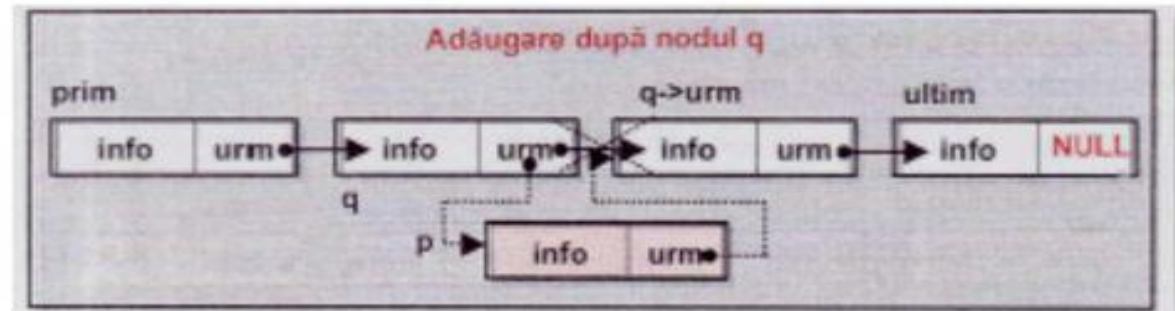 Adăugare după nodul q
prim q->urm ultim
info urm info urm info urm info NULL
q
p info urm